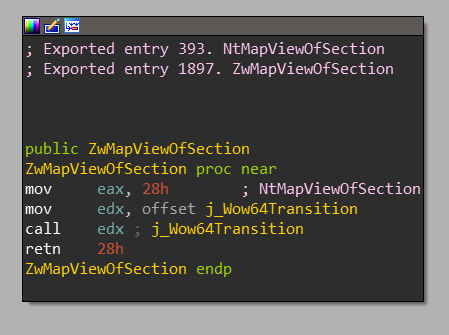 ; Exported entry 393. NtMapViewOfSection
; Exported entry 1897. ZwMapViewOfSection
public ZwMapViewOfSection
ZwMapViewOfSection proc near
mov     eax, 28h        ; NtMapViewOfSection
mov     edx, offset j_Wow64Transition
call    edx ; j_Wow64Transition
retn    28h
ZwMapViewOfSection endp